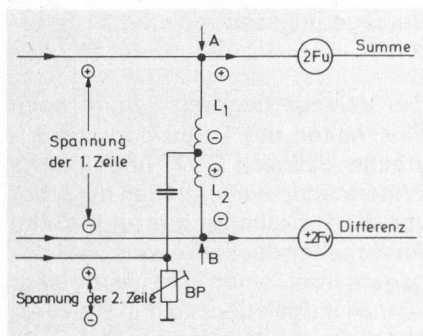 A
2Fu
Summe
Spannung
der 1. Zeile
L1
L2
Differenz
±2Fv
B
BP
Spannung der 2. Zeile